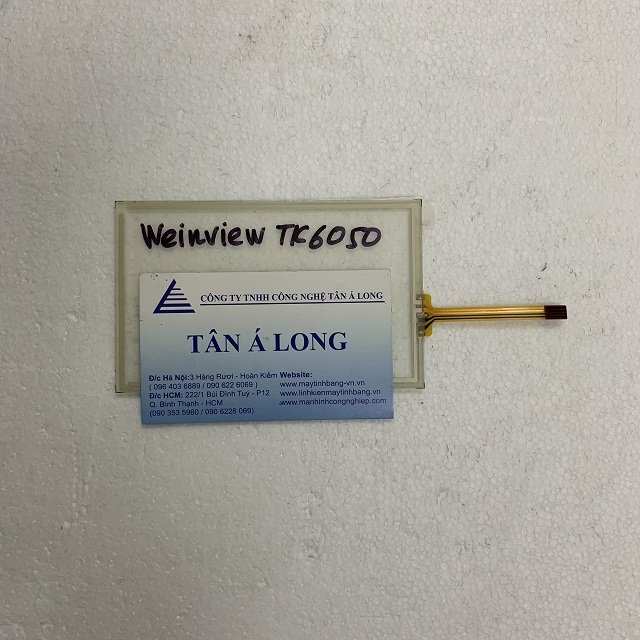 Weinview TK6050
CÔNG TY TNHH CÔNG NGHỆ TÂN Á LONG
TÂN Á LONG
Đ/c Hà Nội:3 Hàng Rươi - Hoàn Kiếm Website:
( 096 403 6889 / 090 622 6069 ) www.maytinhbang-vn.vn
Đ/c HCM: 222/1 Bùi Đình Tuý - P12 www.linhkienmaytinhbang.vn
Q. Bình Thạnh - HCM www.manhinhcongnghiep.com
(090 353 5960 / 090 6226 069)